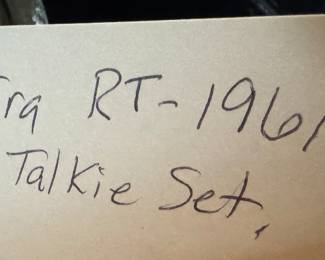 ra RT-1961
Talkie Set.